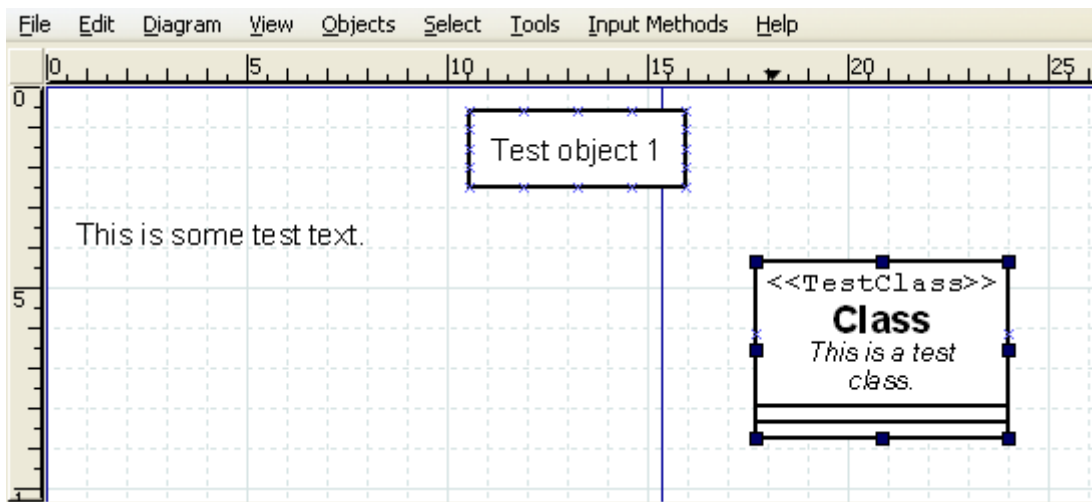 File Edit Diagram View Objects Select Tools Input Methods Help
0 5 10 15 20 25
0
Test object 1
This is some test text.
<<TestClass>>
5
Class
This is a test
class.